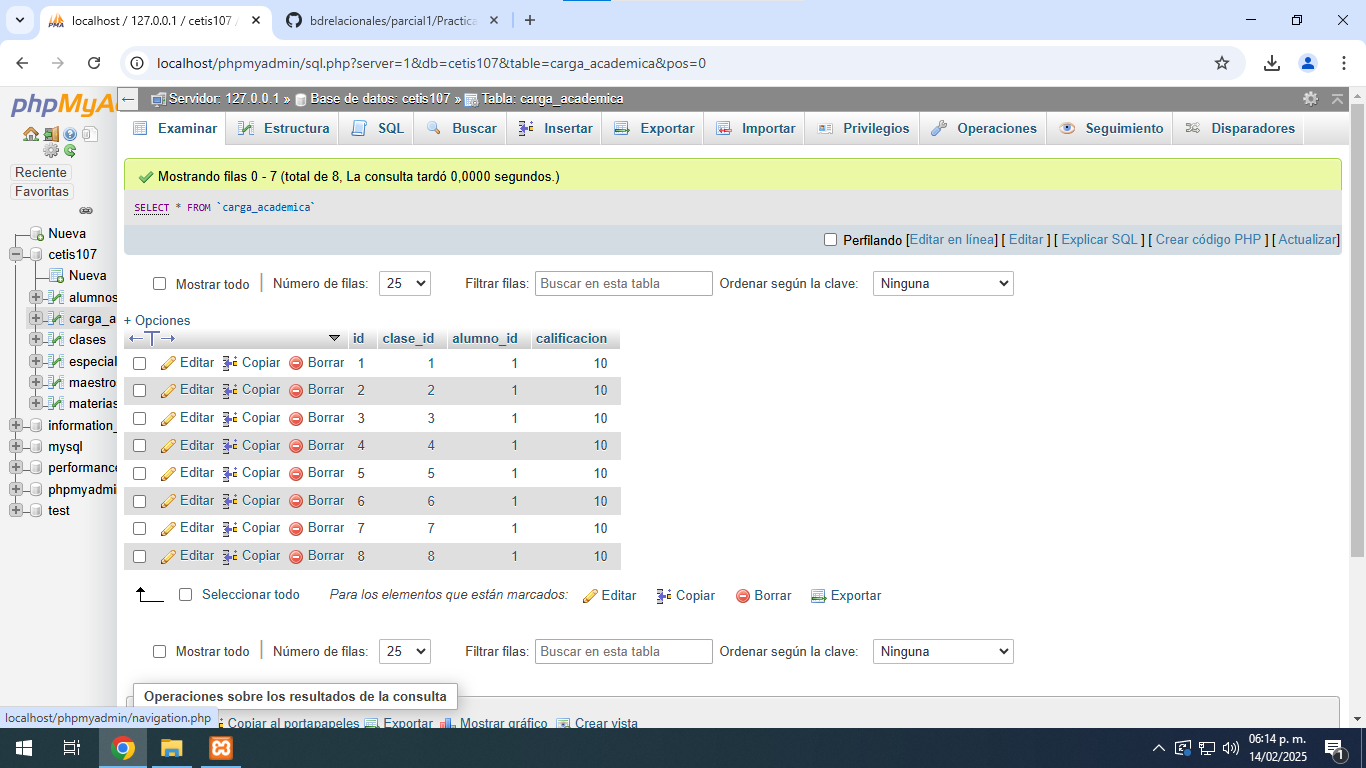 localhost / 127.0.0.1 / cetis107
bdrelacionales/parcial1/Practica
localhost/phpmyadmin/sql.php?server=1&db=cetis107&table=carga_academica&pos=0
phpMyA
Reciente
Favoritas
Nueva
cetis107
Nueva
alumnos
carga_a
clases
especial
maestro
materias
information_
mysql
performance
phpmyadmi
test
Servidor: 127.0.0.1 » Base de datos: cetis107 » Tabla: carga_academica
Examinar Estructura SQL Buscar Insertar Exportar Importar Privilegios Operaciones Seguimiento Disparadores
Mostrando filas 0 - 7 (total de 8, La consulta tardó 0,0000 segundos.)
SELECT * FROM `carga_academica`
Perfilando [Editar en línea] [ Editar ] [ Explicar SQL ] [ Crear código PHP ] [ Actualizar]
Mostrar todo | Número de filas: 25 Filtrar filas: Buscar en esta tabla Ordenar según la clave: Ninguna
+ Opciones
←T→ id clase_id alumno_id calificacion
Editar Copiar Borrar 1 1 1 10
Editar Copiar Borrar 2 2 1 10
Editar Copiar Borrar 3 3 1 10
Editar Copiar Borrar 4 4 1 10
Editar Copiar Borrar 5 5 1 10
Editar Copiar Borrar 6 6 1 10
Editar Copiar Borrar 7 7 1 10
Editar Copiar Borrar 8 8 1 10
Seleccionar todo Para los elementos que están marcados: Editar Copiar Borrar Exportar
Mostrar todo | Número de filas: 25 Filtrar filas: Buscar en esta tabla Ordenar según la clave: Ninguna
Operaciones sobre los resultados de la consulta
localhost/phpmyadmin/navigation.php
Copiar al portapapeles Exportar Mostrar gráfico Crear vista
06:14 p. m.
14/02/2025
1